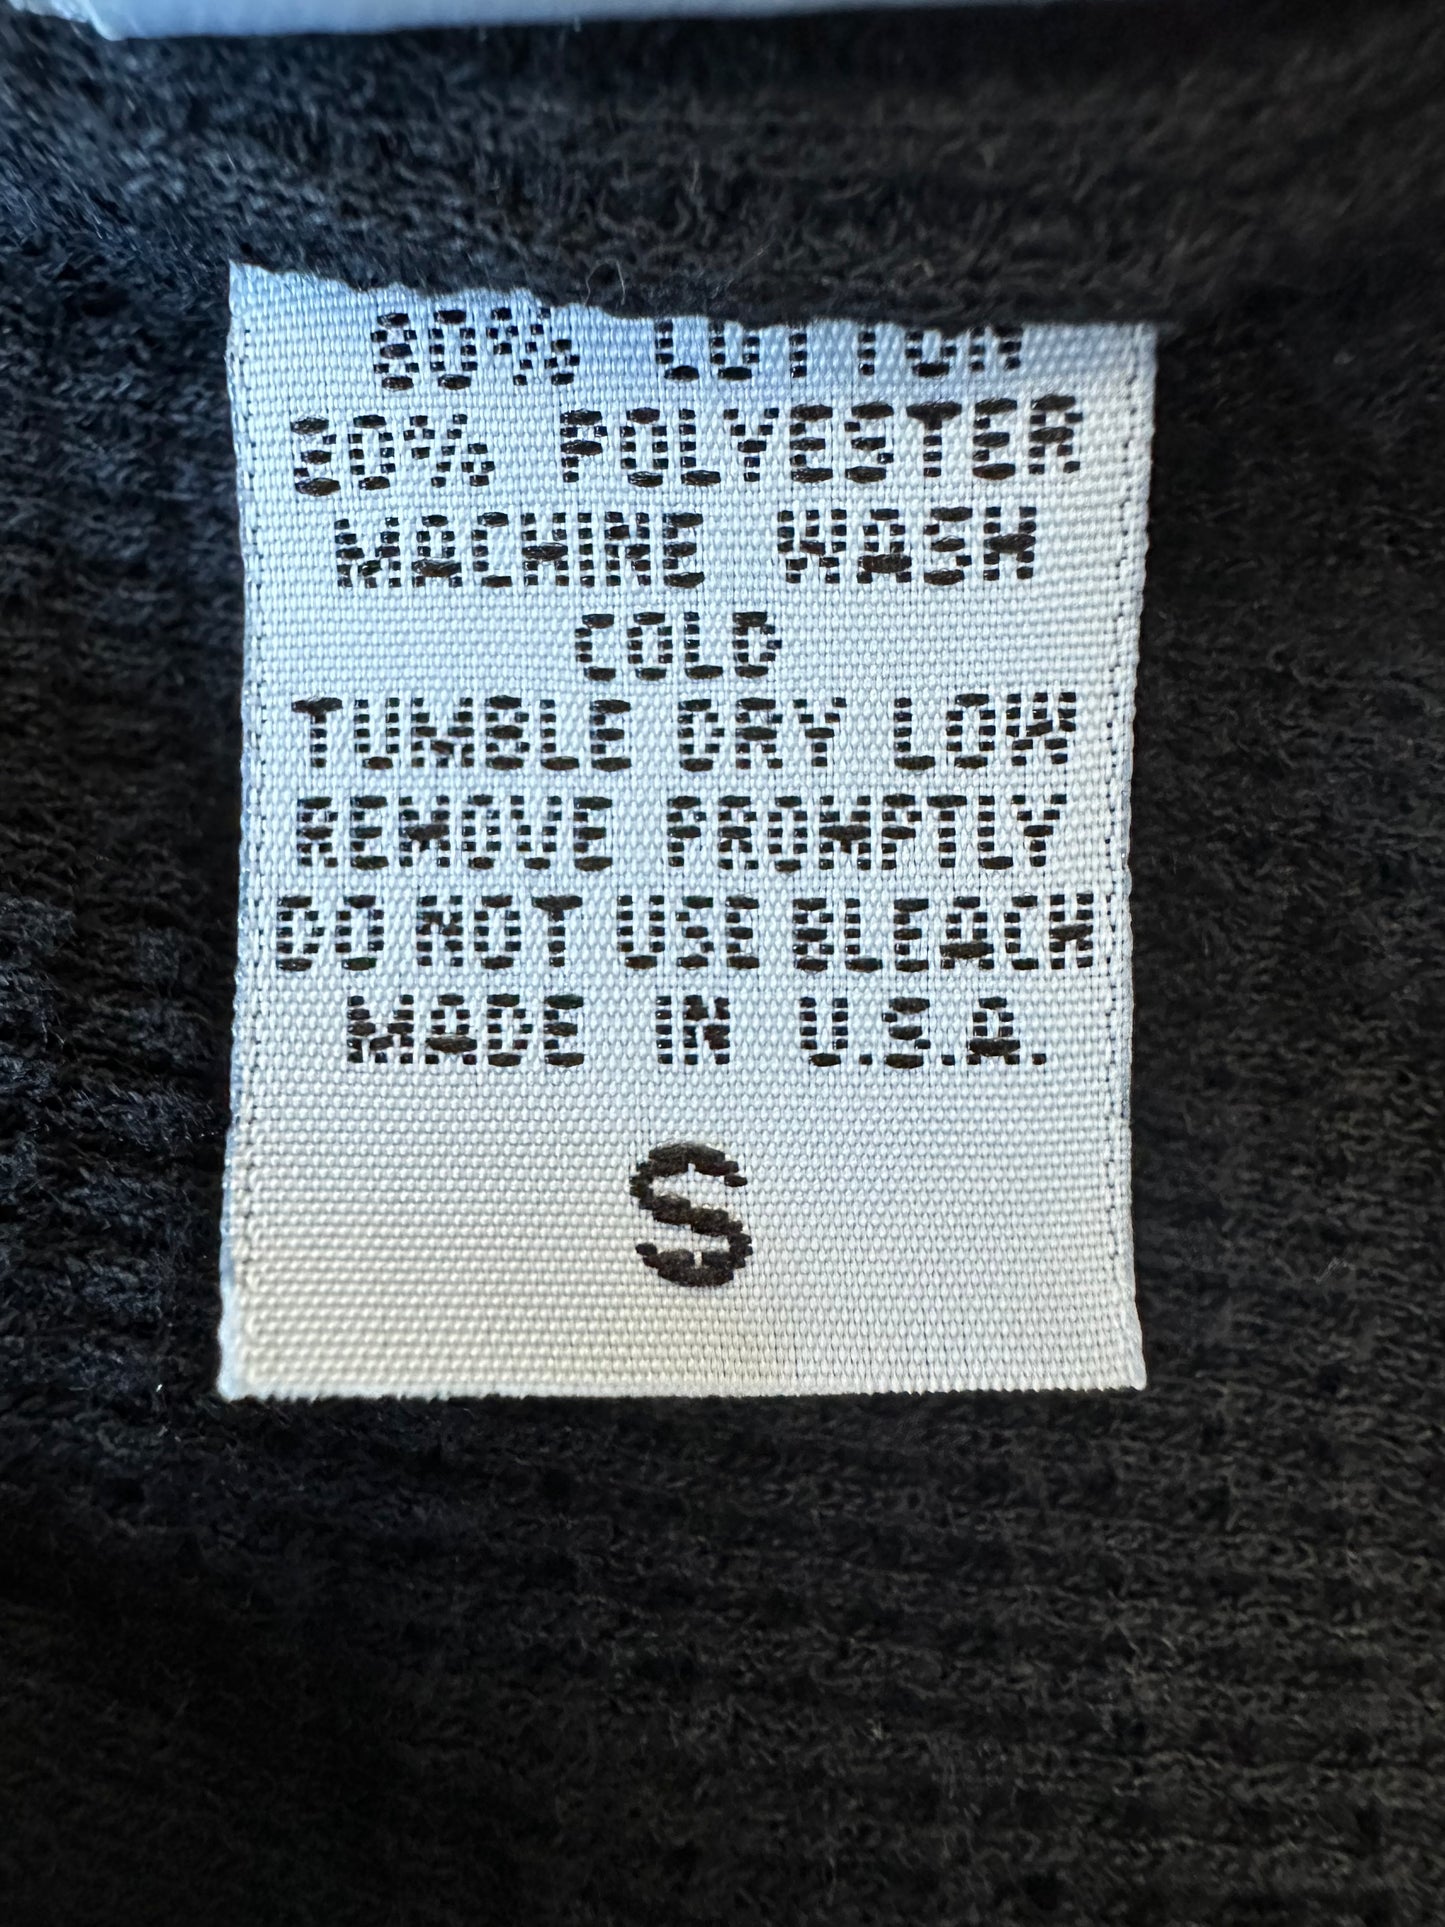 80% COTTON
20% POLYESTER
MACHINE WASH
COLD
TUMBLE DRY LOW
REMOVE PROMPTLY
DO NOT USE BLEACH
MADE IN U.S.A.
S